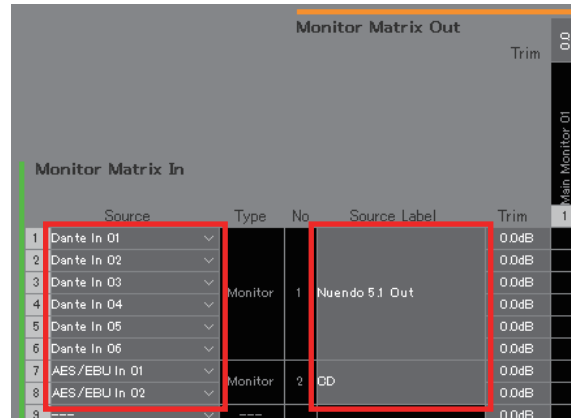 Monitor Matrix Out
Trim
0.0
Main Monitor 01
Monitor Matrix In
Source Type No Source Label Trim 1
1 Dante In 01 0.0dB
2 Dante In 02 0.0dB
3 Dante In 03 0.0dB
Monitor 1 Nuendo 5.1 Out
4 Dante In 04 0.0dB
5 Dante In 05 0.0dB
6 Dante In 06 0.0dB
7 AES/EBU In 01 0.0dB
Monitor 2 CD
8 AES/EBU In 02 0.0dB
9 --- --- 0.0dB